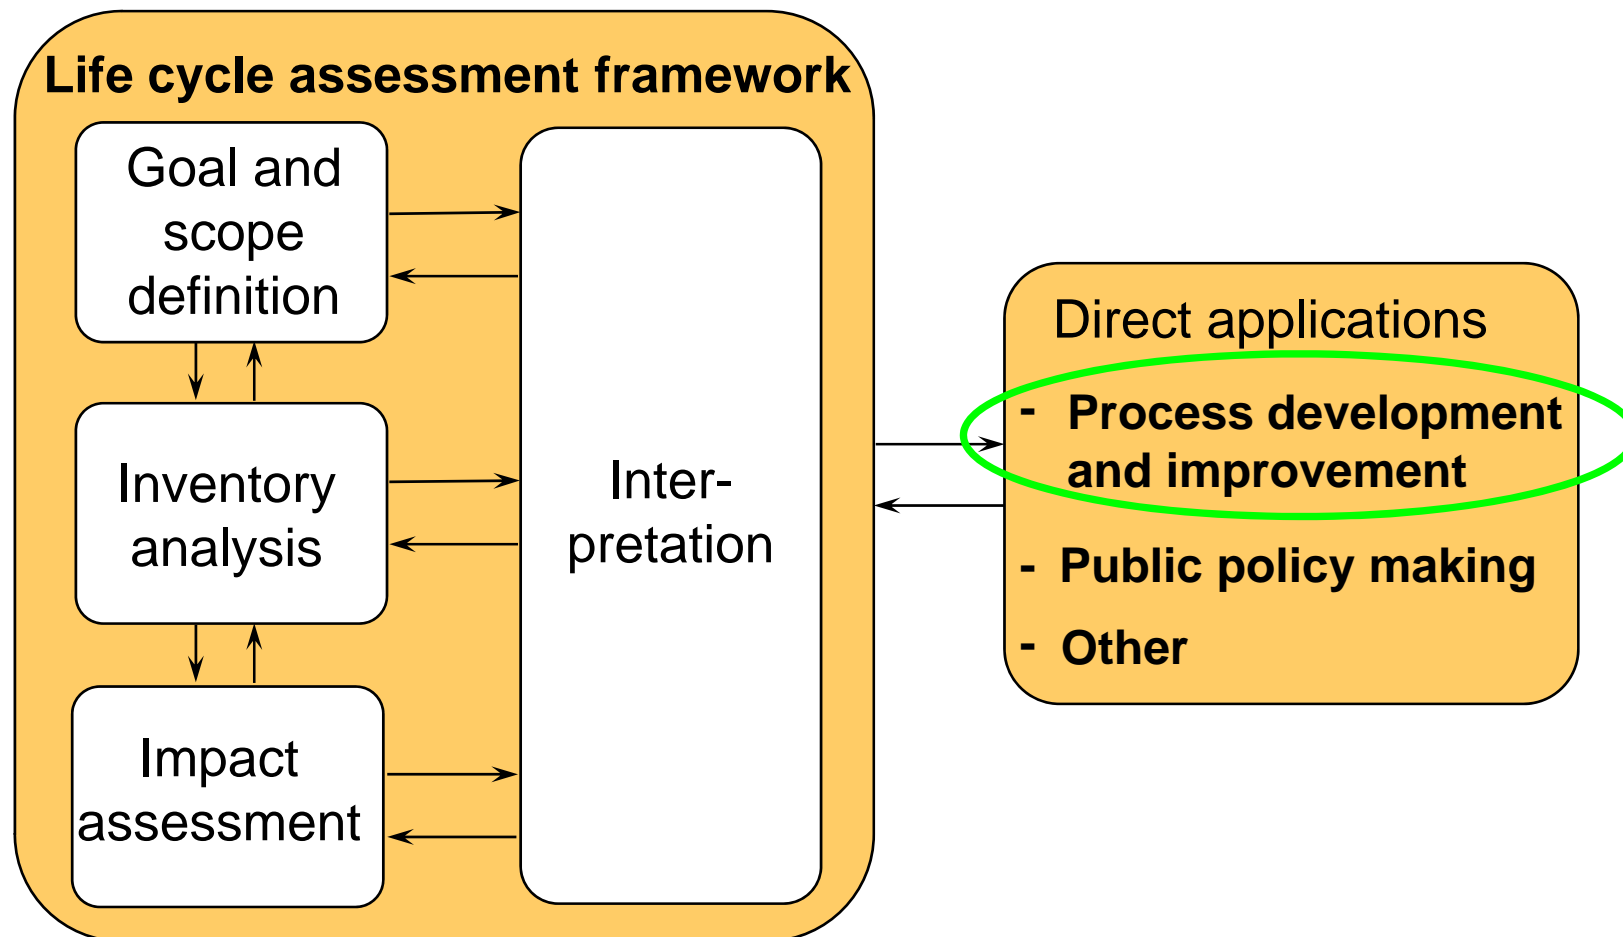 Life cycle assessment framework
Goal and
scope
definition
Inventory
analysis
Impact
assessment
Inter-
pretation
Direct applications
- Process development
and improvement
- Public policy making
- Other